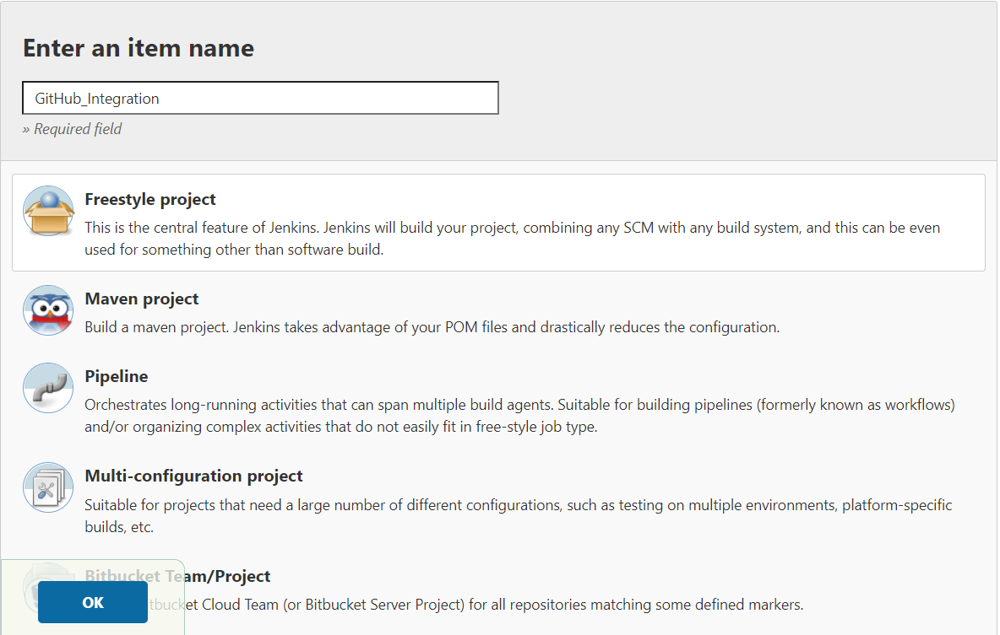 Enter an item name
GitHub_Integration
» Required field
Freestyle project
This is the central feature of Jenkins. Jenkins will build your project, combining any SCM with any build system, and this can be even
used for something other than software build.
Maven project
Build a maven project. Jenkins takes advantage of your POM files and drastically reduces the configuration.
Pipeline
Orchestrates long-running activities that can span multiple build agents. Suitable for building pipelines (formerly known as workflows)
and/or organizing complex activities that do not easily fit in free-style job type.
Multi-configuration project
Suitable for projects that need a large number of different configurations, such as testing on multiple environments, platform-specific
builds, etc.
Bitbucket Team/Project
OK
tbucket Cloud Team (or Bitbucket Server Project) for all repositories matching some defined markers.